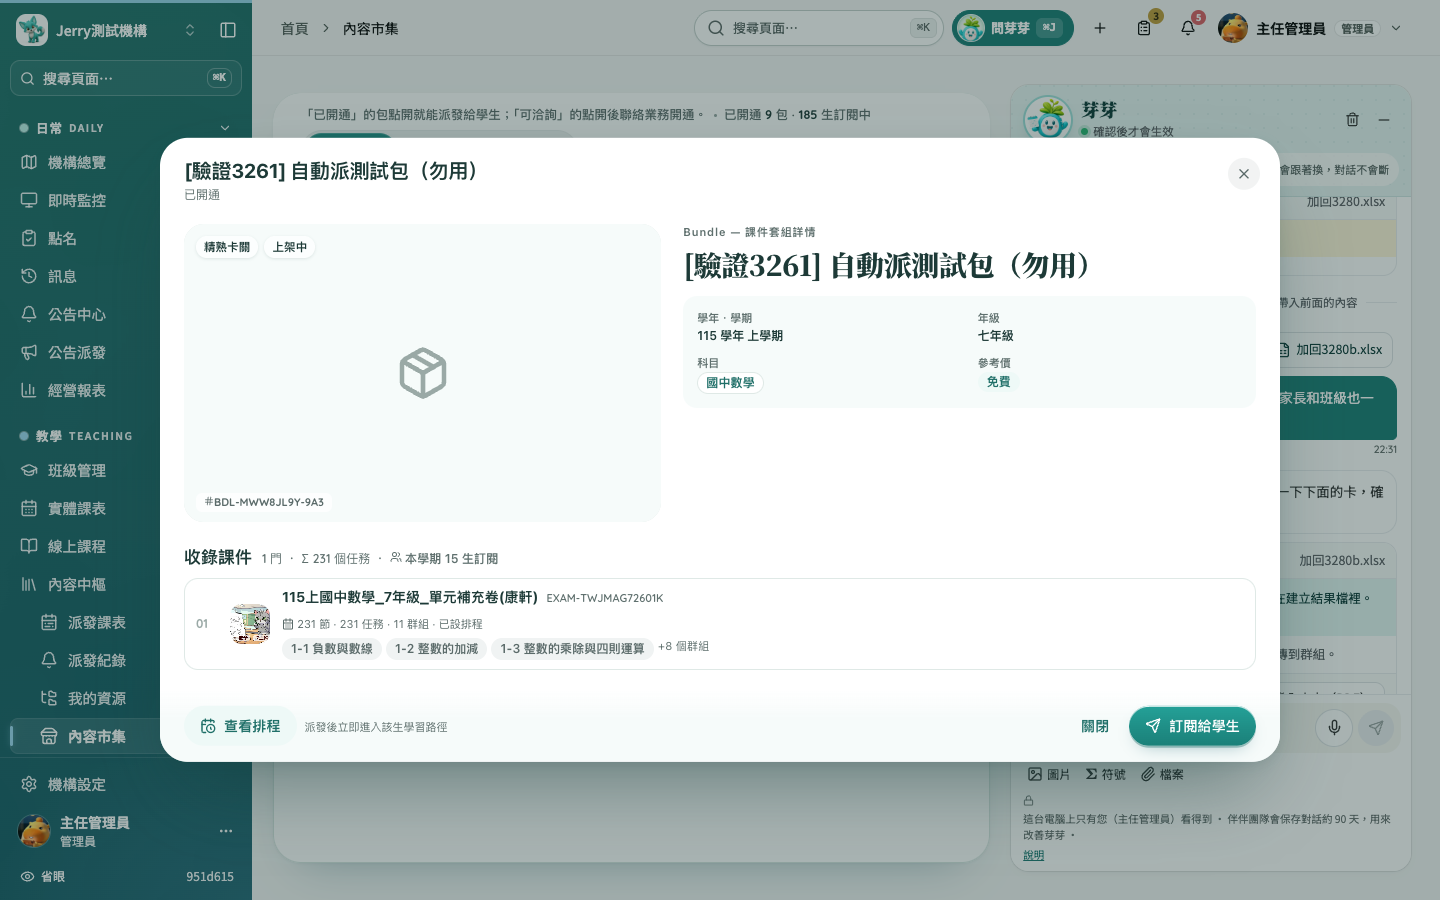 Jerry測試機構
搜尋頁面… ⌘K
日常 DAILY
機構總覽
即時監控
點名
訊息
公告中心
公告派發
經營報表
教學 TEACHING
班級管理
實體課表
線上課程
內容中樞
派發課表
派發紀錄
我的資源
內容市集
機構設定
主任管理員
管理員
省眼 951d615
首頁 > 內容市集
搜尋頁面… ⌘K
問芽芽 ⌘J
3
5
主任管理員 管理員
「已開通」的包點開就能派發給學生；「可洽詢」的點開後聯絡業務開通。 · 已開通 9 包 · 185 生訂閱中
[驗證3261] 自動派測試包（勿用）
已開通
精熟卡關 上架中
#BDL-MWW8JL9Y-9A3
Bundle — 課件套組詳情
[驗證3261] 自動派測試包（勿用）
學年 · 學期
115 學年 上學期
年級
七年級
科目
國中數學
參考價
免費
收錄課件 1 門 · Σ 231 個任務 · 本學期 15 生訂閱
01
115上國中數學_7年級_單元補充卷(康軒) EXAM-TWJMAG72601K
231 節 · 231 任務 · 11 群組 · 已設排程
1-1 負數與數線 1-2 整數的加減 1-3 整數的乘除與四則運算 +8 個群組
查看排程 派發後立即進入該生學習路徑
關閉 訂閱給學生
芽芽
確認後才會生效
會跟著換，對話不會斷
加回3280.xlsx
帶入前面的內容
加回3280b.xlsx
家長和班級也一
22:31
一下下面的卡，確
加回3280b.xlsx
在建立結果檔裡。
傳到群組。
圖片 Σ 符號 檔案
這台電腦上只有您（主任管理員）看得到 · 伴伴團隊會保存對話約 90 天，用來
改善芽芽 ·
說明